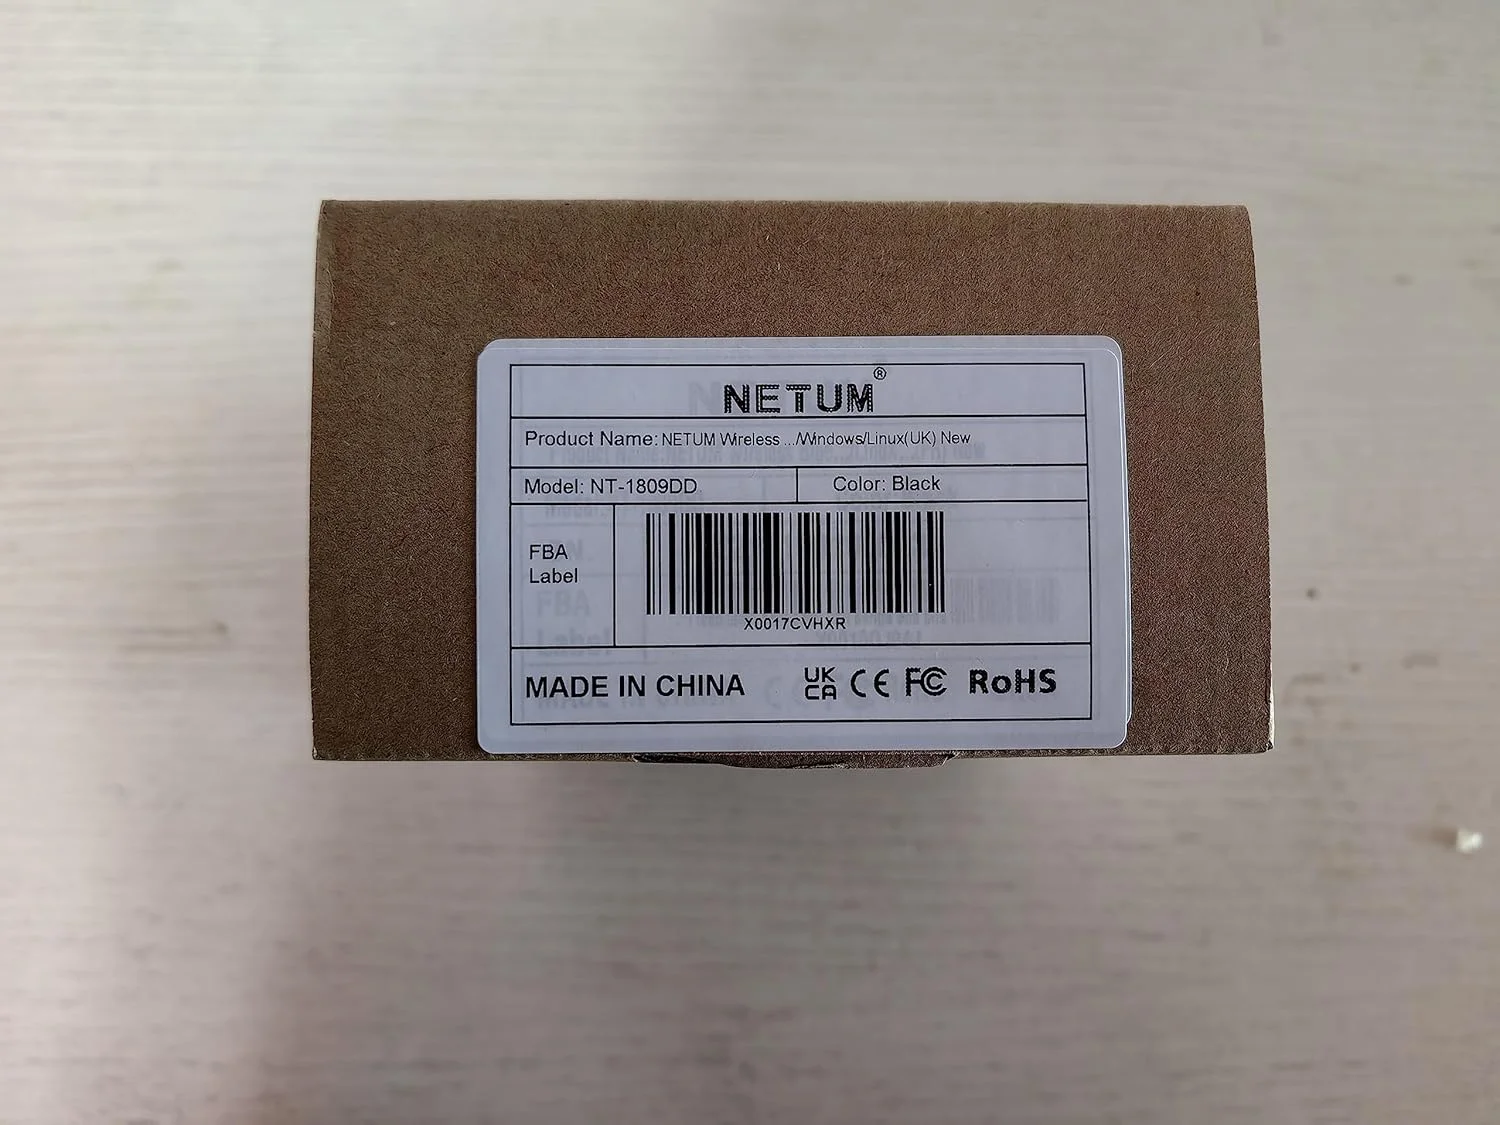 NETUM®
Product Name: NETUM Wireless .../Windows/Linux(UK) New
Model: NT-1809DD
Color: Black
FBA
Label
X0017CVHXR
MADE IN CHINA
UK
CA CE FC RoHS